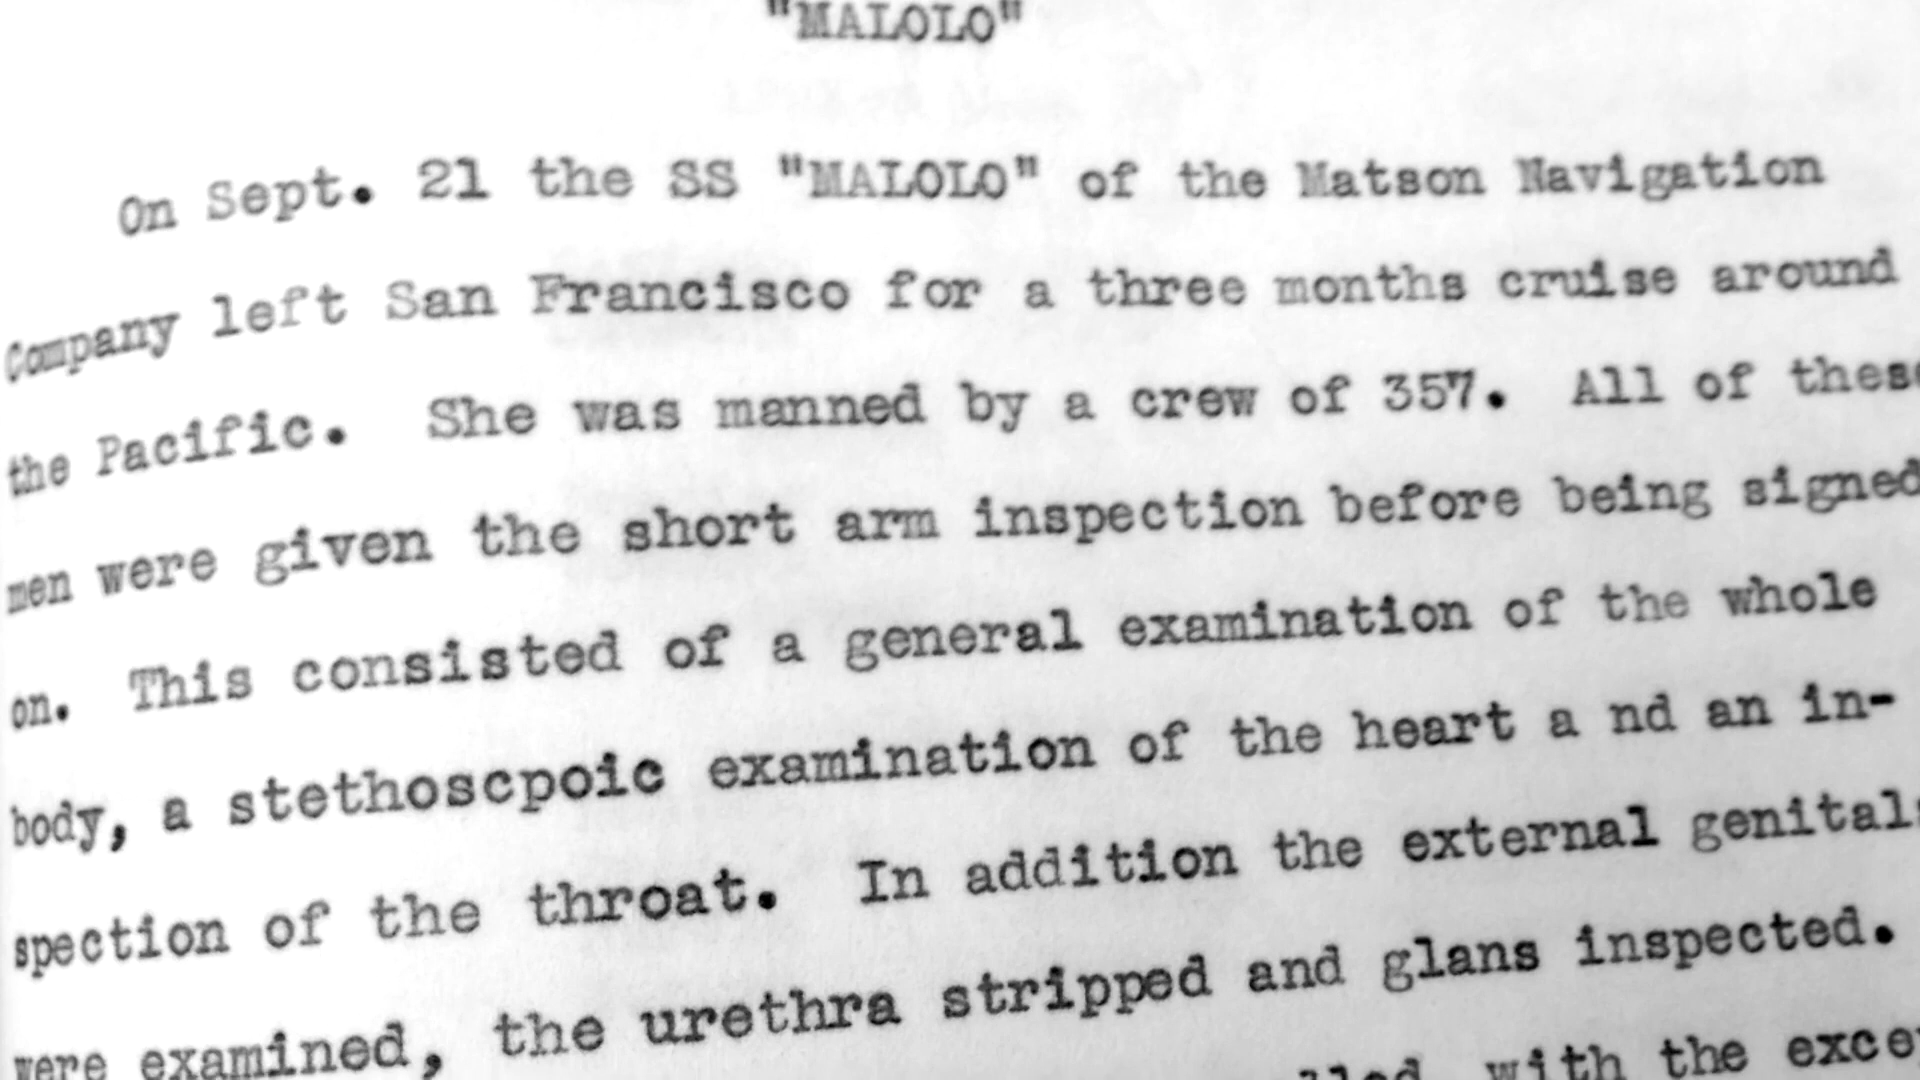 "MALOLO"
On Sept. 21 the SS "MALOLO" of the Matson Navigation
Company left San Francisco for a three months cruise around
the Pacific. She was manned by a crew of 357. All of these
men were given the short arm inspection before being signed
on. This consisted of a general examination of the whole
body, a stethoscpoic examination of the heart a nd an in-
spection of the throat. In addition the external genitals
were examined, the urethra stripped and glans inspected.
with the